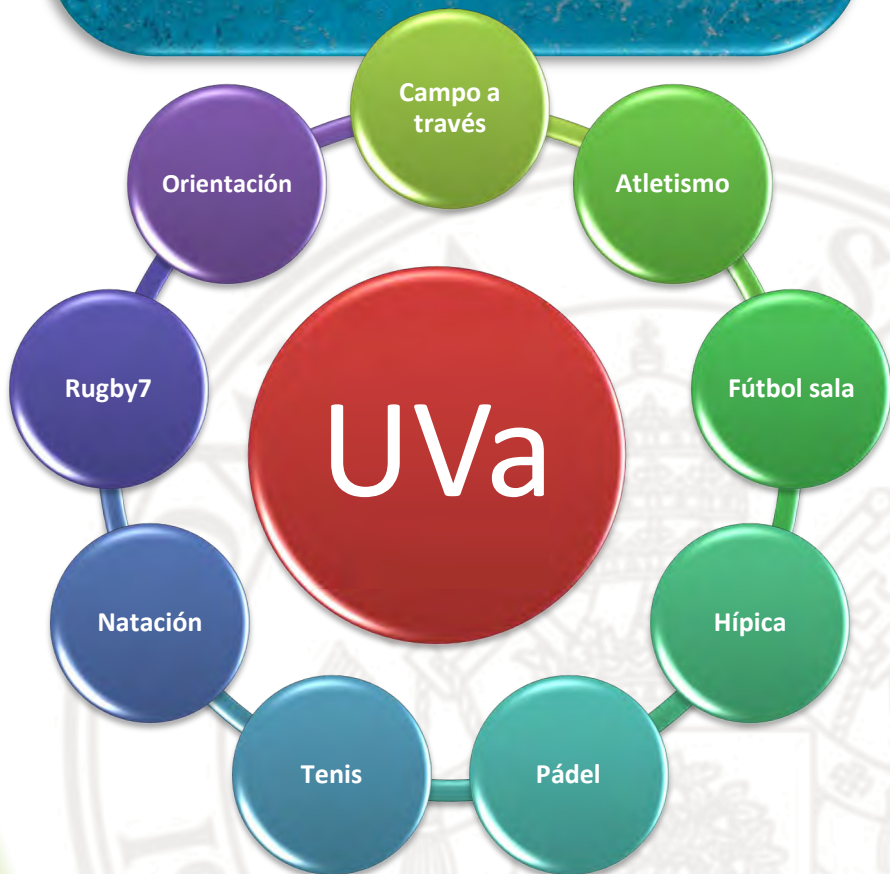 Campo a
través
Atletismo
Fútbol sala
Hípica
Pádel
Tenis
Natación
Rugby7
Orientación
UVa